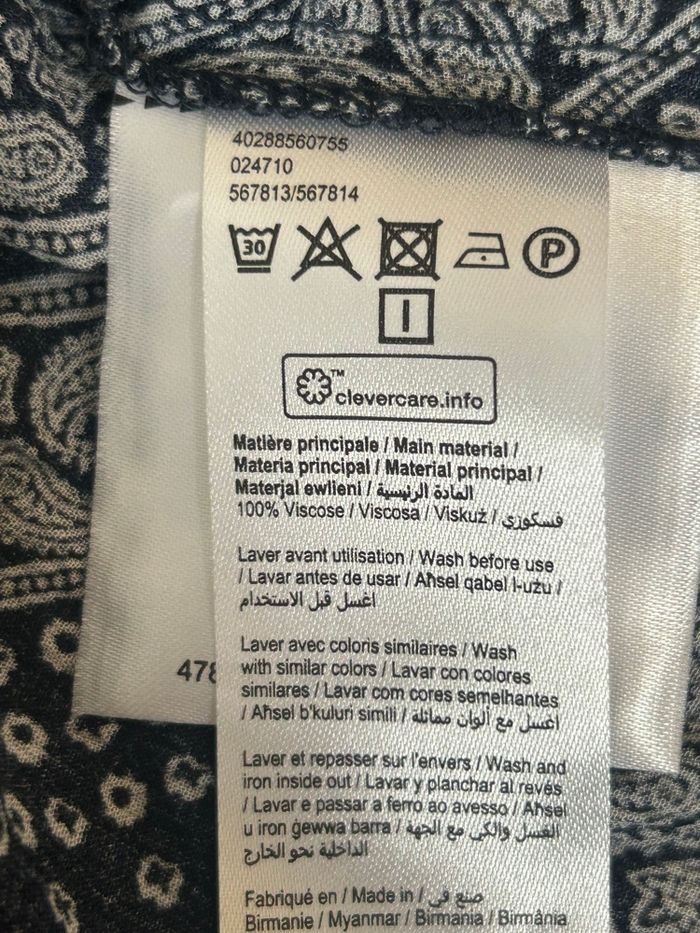 40288560755
024710
567813/567814
30
P
TM
clevercare.info
Matière principale / Main material /
Materia principal / Material principal /
Materjal ewlieni / المادة الرئيسية
100% Viscose / Viscosa / Viskuż / فسكوزي
Laver avant utilisation / Wash before use
/ Lavar antes de usar / Aħsel qabel l-użu /
اغسل قبل الاستخدام
Laver avec coloris similaires / Wash
with similar colors / Lavar con colores
similares / Lavar com cores semelhantes
/ Aħsel b'kuluri simili / اغسل مع ألوان مماثلة
478
Laver et repasser sur l'envers / Wash and
iron inside out / Lavar y planchar al revés
/ Lavar e passar a ferro ao avesso / Aħsel
u iron ġewwa barra / الغسل والكي مع الجهة
الداخلية نحو الخارج
Fabriqué en / Made in / صنع في
Birmanie / Myanmar / Birmania / Birmânia